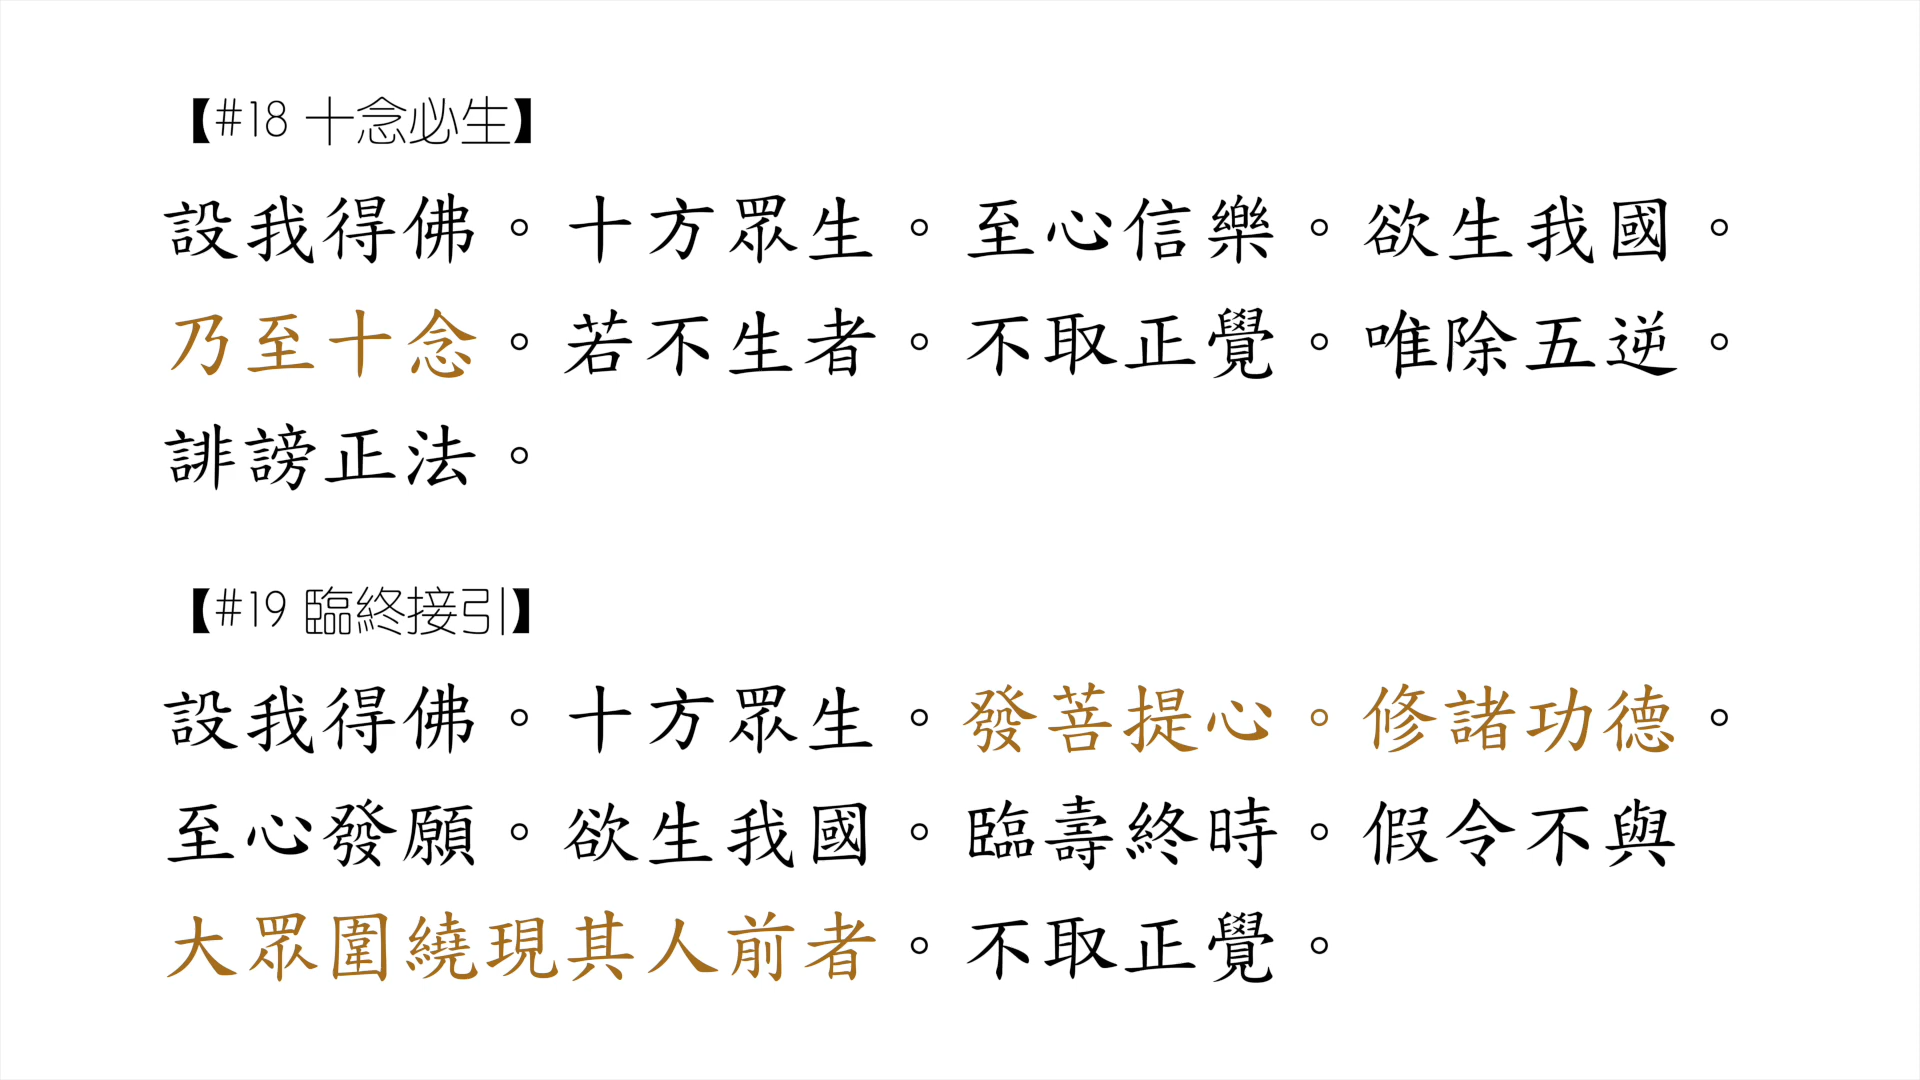 【#18 十念必生】
設我得佛。十方眾生。至心信樂。欲生我國。
乃至十念。若不生者。不取正覺。唯除五逆。
誹謗正法。
【#19 臨終接引】
設我得佛。十方眾生。發菩提心。修諸功德。
至心發願。欲生我國。臨壽終時。假令不與
大眾圍繞現其人前者。不取正覺。